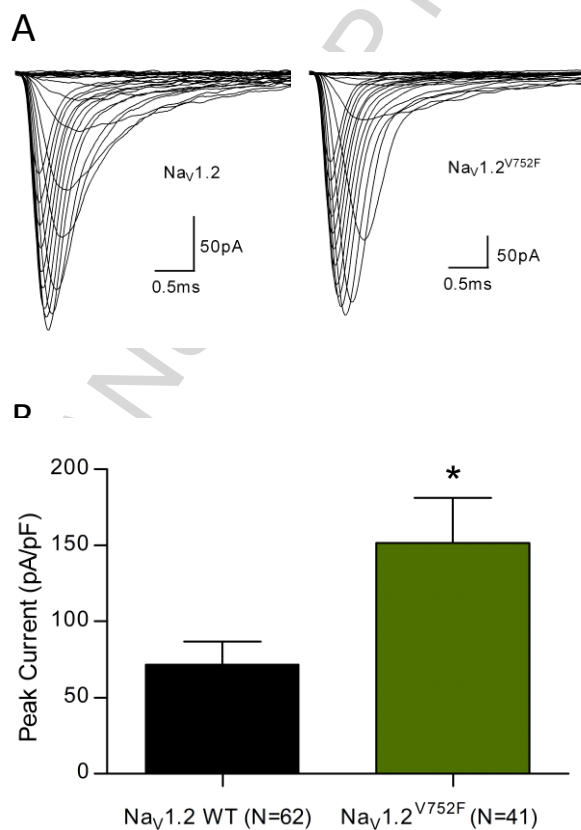 A
Nav1.2
Nav1.2V752F
50pA
0.5ms
50pA
0.5ms
200
*
150
100
50
0
Peak Current (pA/pF)
Nav1.2 WT (N=62)
Nav1.2V752F (N=41)